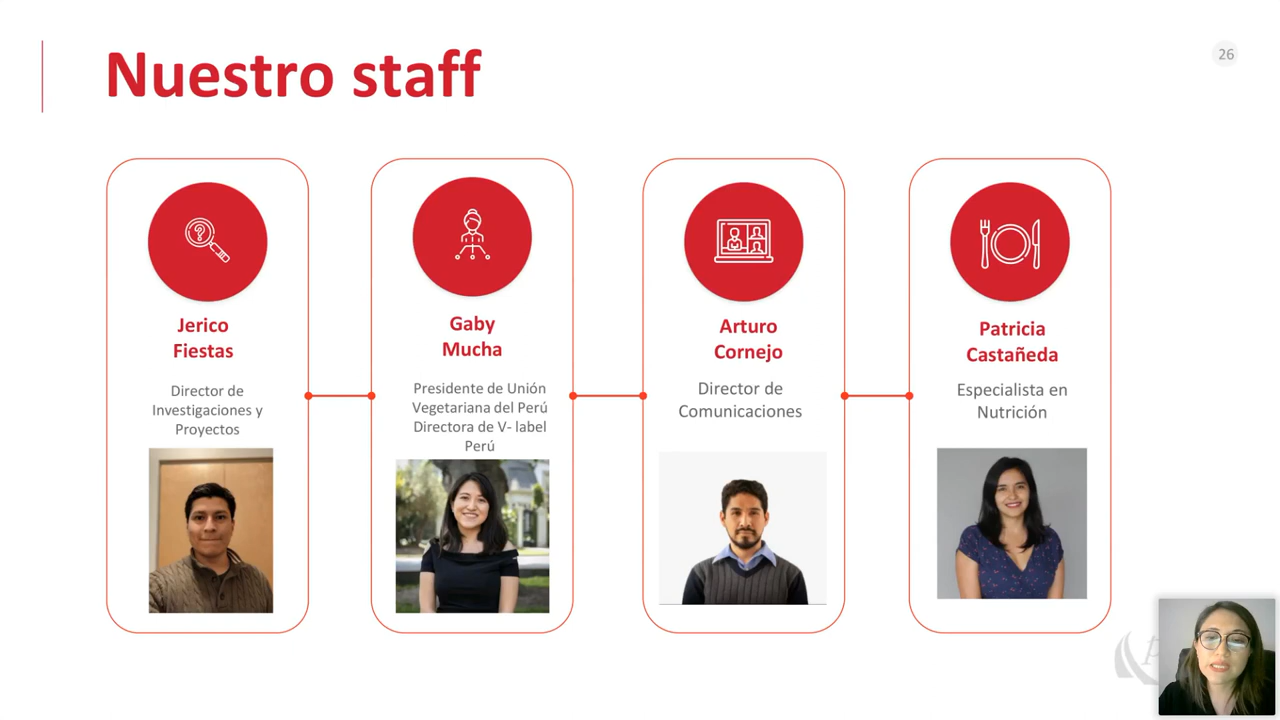 Nuestro staff
26
Jerico
Fiestas
Director de
Investigaciones y
Proyectos
Gaby
Mucha
Presidente de Unión
Vegetariana del Perú
Directora de V- label
Perú
Arturo
Cornejo
Director de
Comunicaciones
Patricia
Castañeda
Especialista en
Nutrición